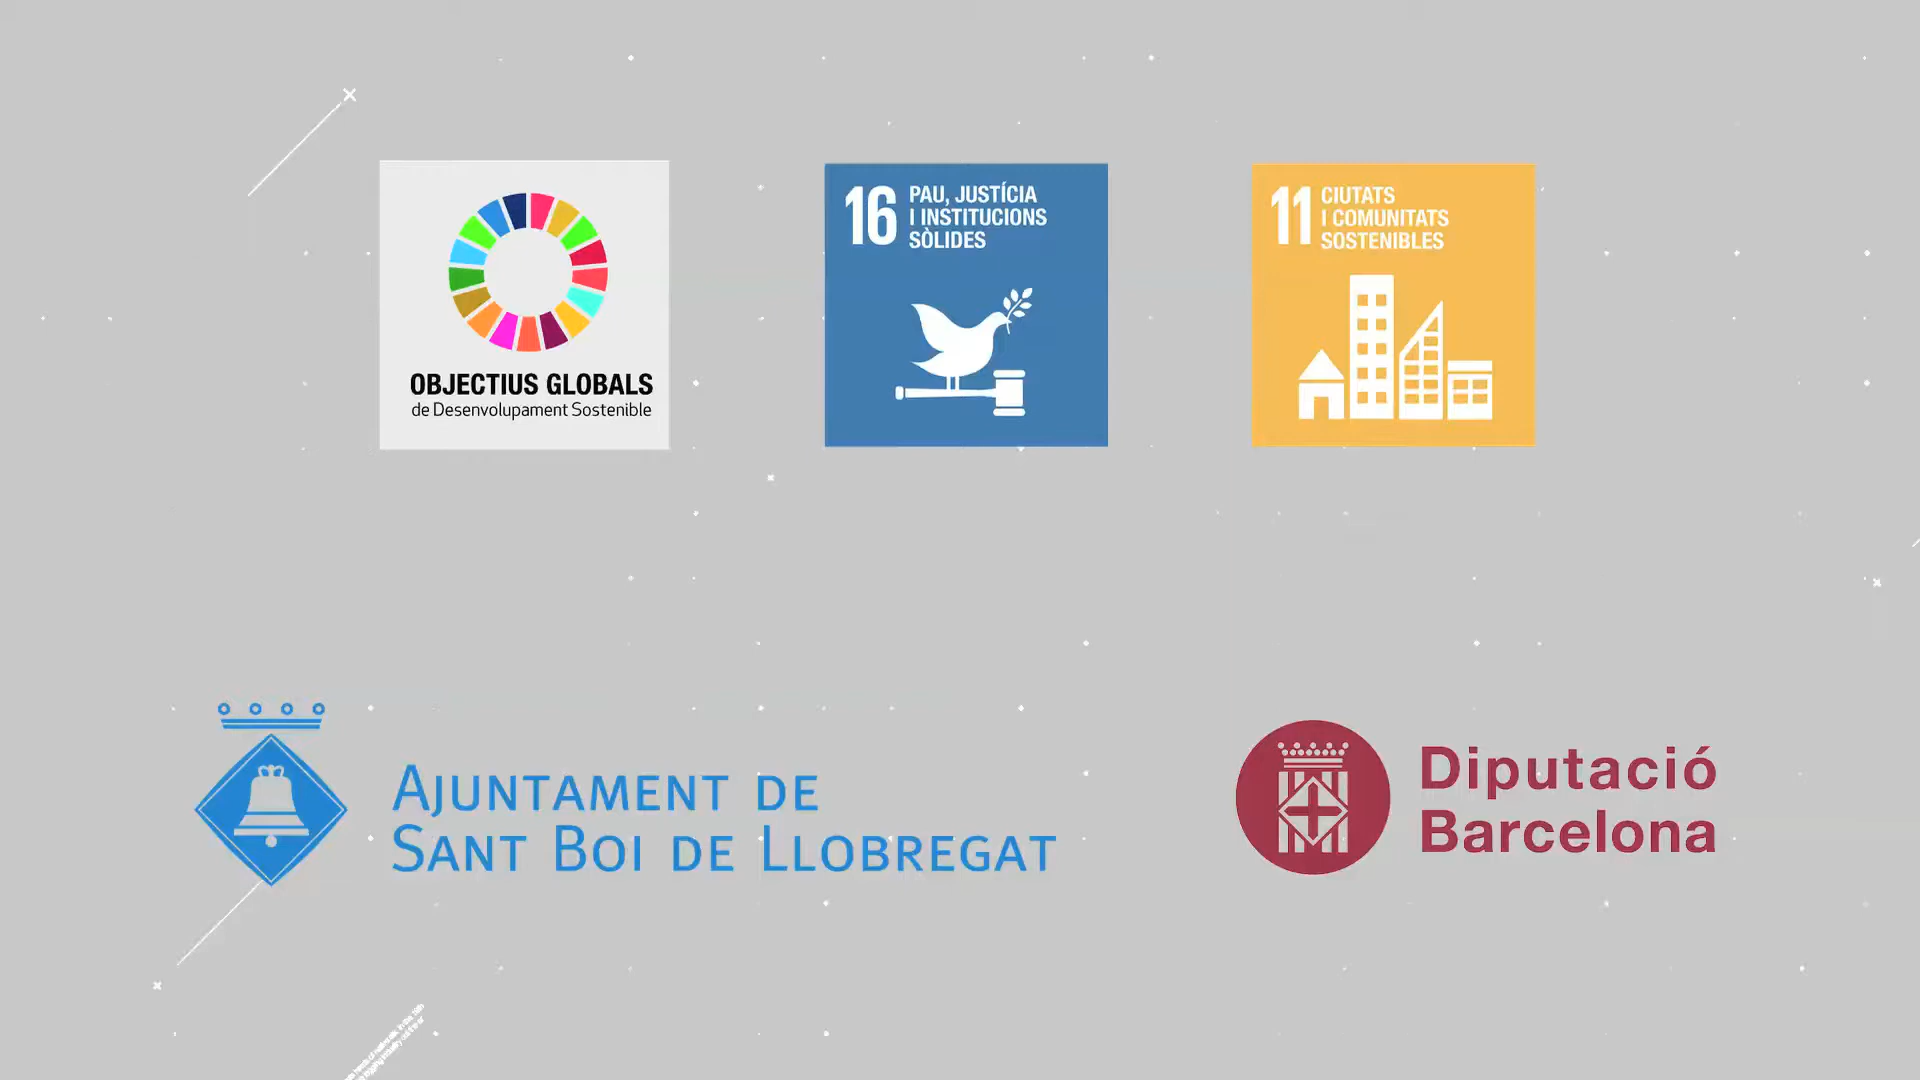 OBJECTIUS GLOBALS
de Desenvolupament Sostenible
16 PAU, JUSTÍCIA
I INSTITUCIONS
SÒLIDES
11 CIUTATS
I COMUNITATS
SOSTENIBLES
AJUNTAMENT DE
SANT BOI DE LLOBREGAT
Diputació
Barcelona